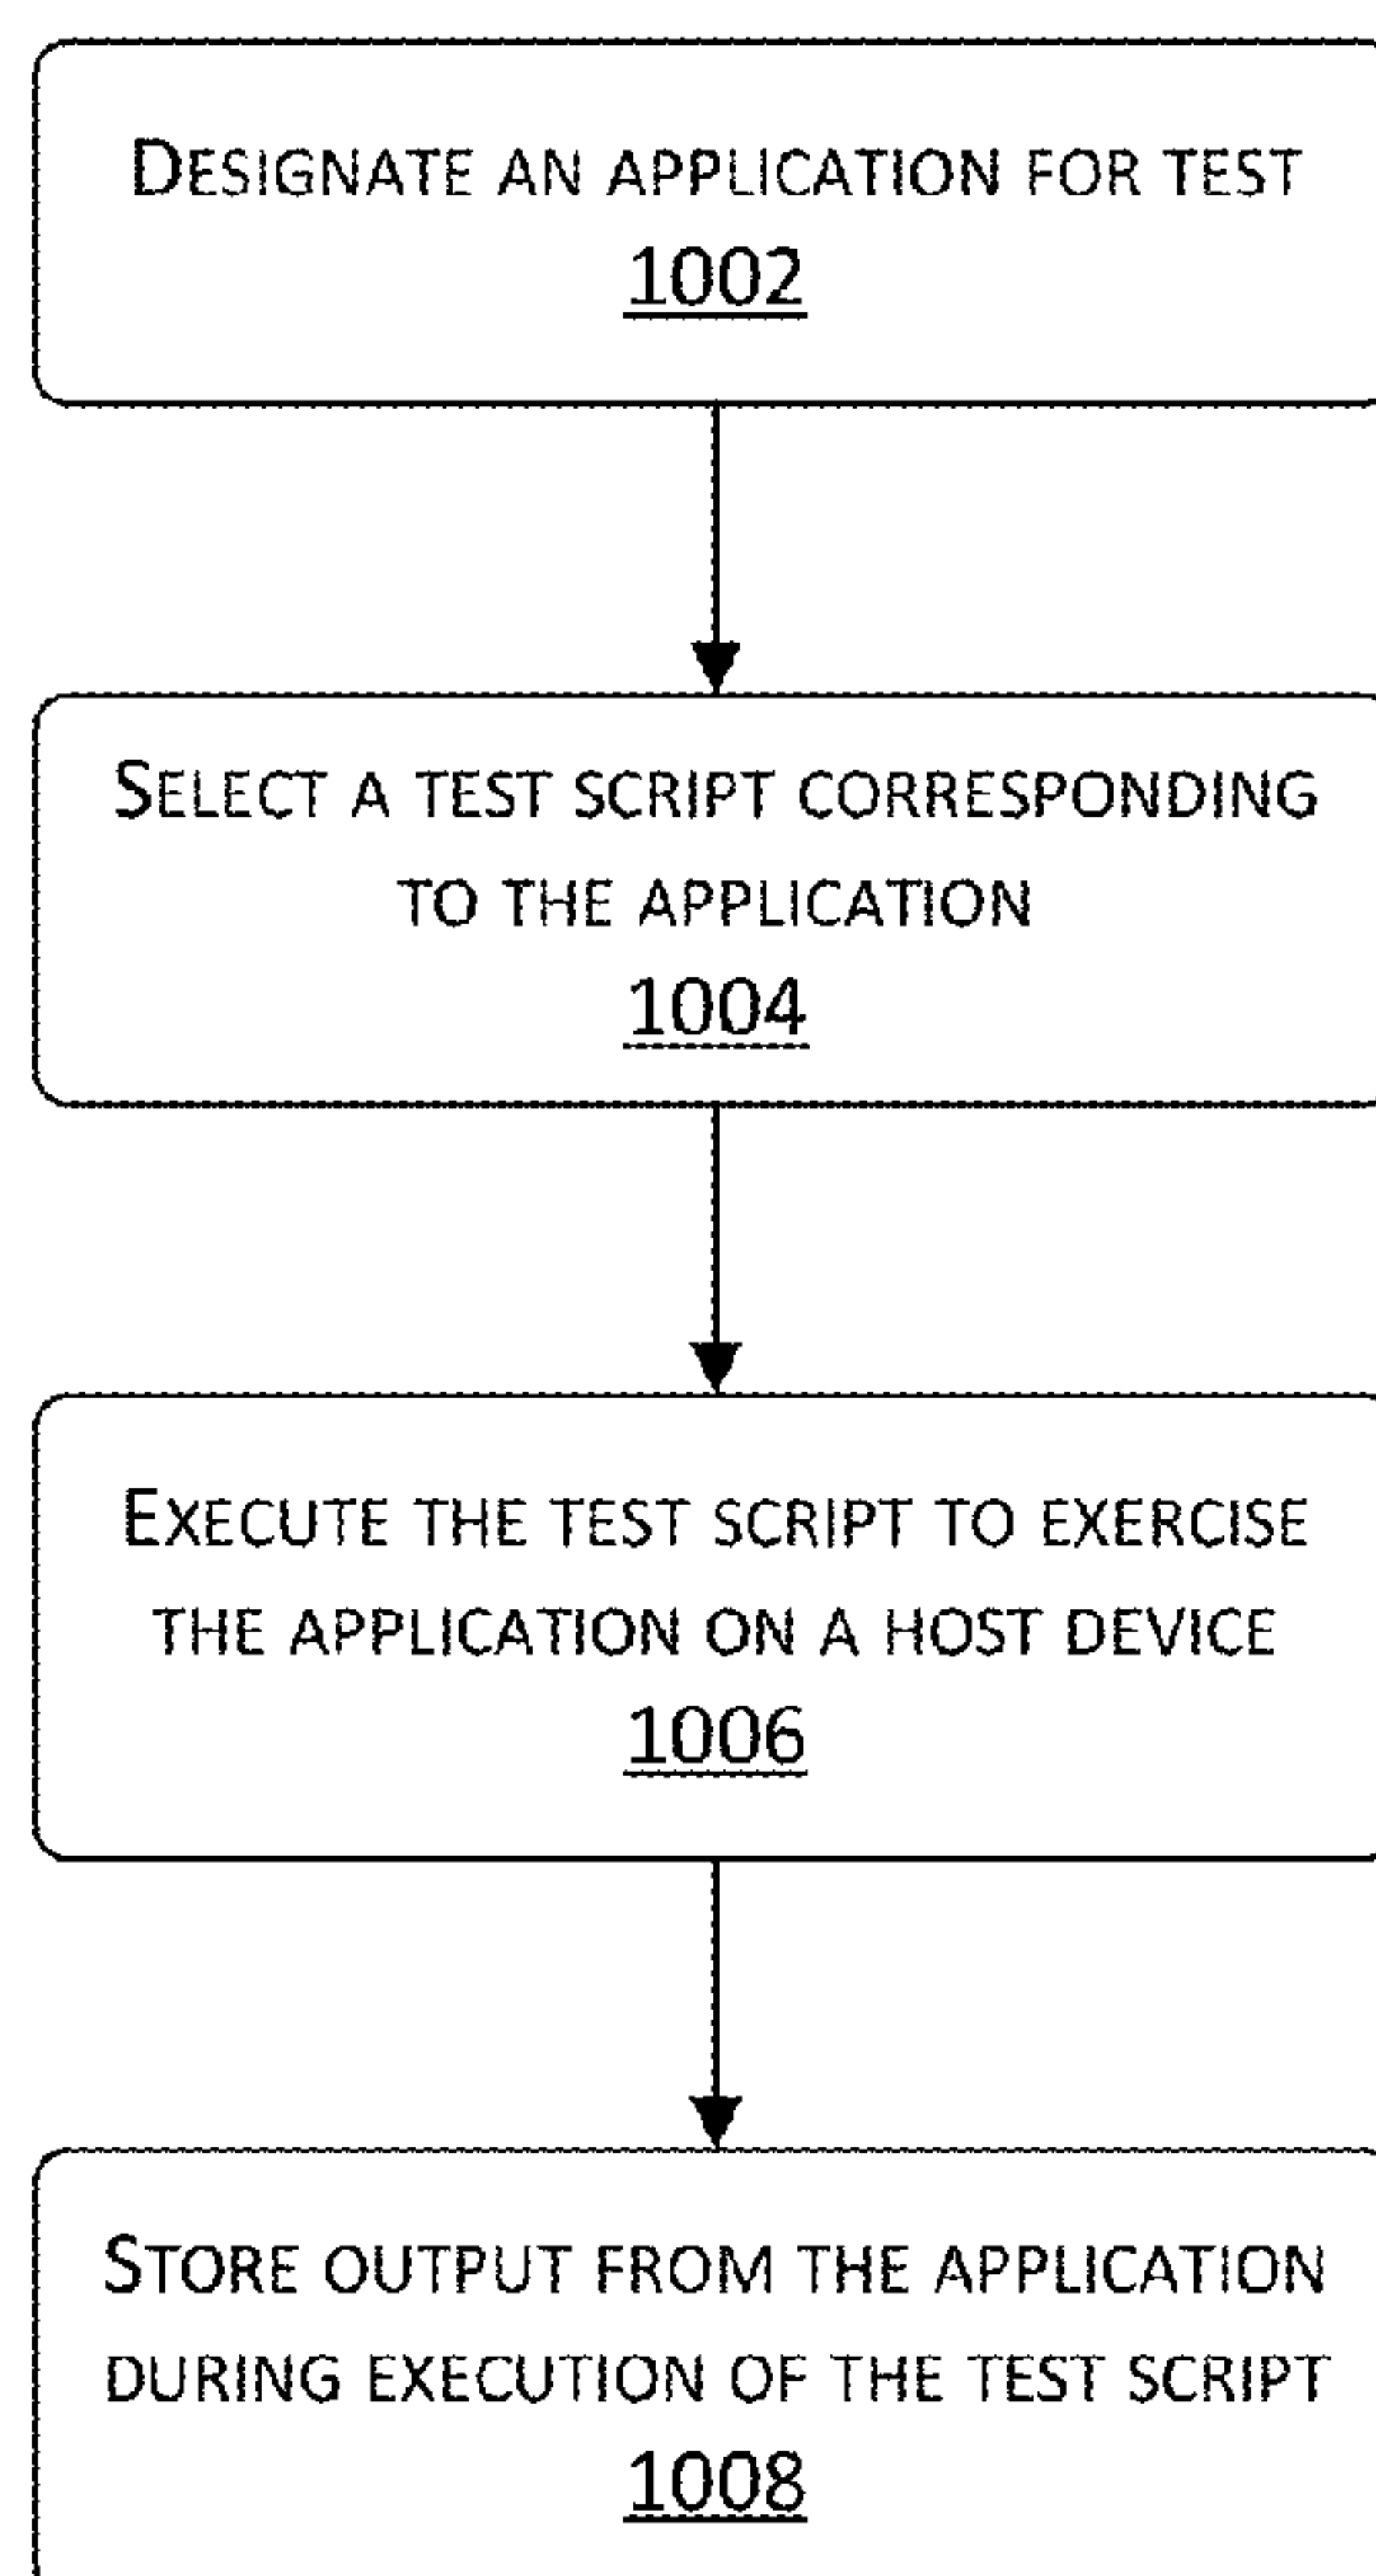 DESIGNATE AN APPLICATION FOR TEST
1002
SELECT A TEST SCRIPT CORRESPONDING
TO THE APPLICATION
1004
EXECUTE THE TEST SCRIPT TO EXERCISE
THE APPLICATION ON A HOST DEVICE
1006
STORE OUTPUT FROM THE APPLICATION
DURING EXECUTION OF THE TEST SCRIPT
1008